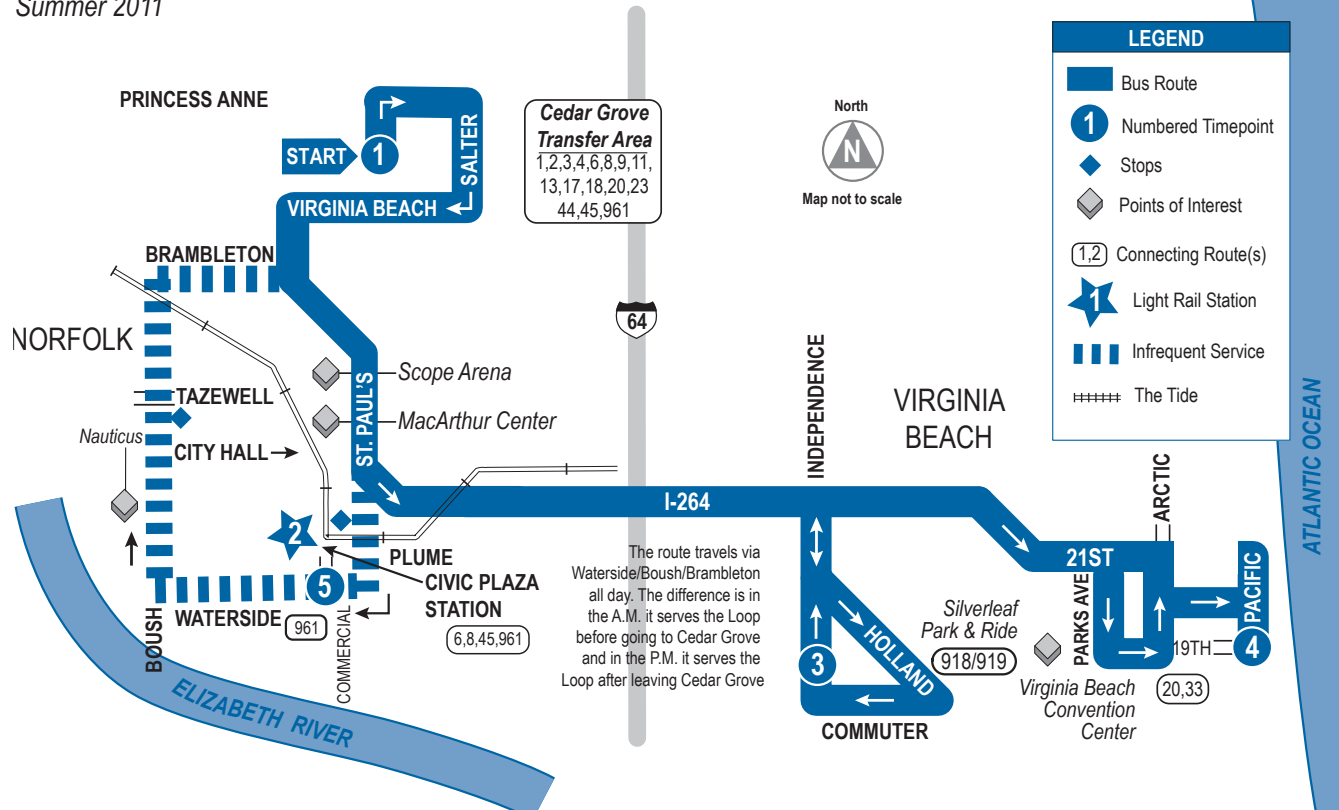 Summer 2011
PRINCESS ANNE
START
1
SALTER
VIRGINIA BEACH
Cedar Grove
Transfer Area
1,2,3,4,6,8,9,11,
13,17,18,20,23
44,45,961
North
N
Map not to scale
LEGEND
Bus Route
1
Numbered Timepoint
Stops
Points of Interest
1,2
Connecting Route(s)
1
Light Rail Station
Infrequent Service
The Tide
BRAMBLETON
NORFOLK
64
Scope Arena
MacArthur Center
ST. PAUL'S
TAZEWELL
CITY HALL
Nauticus
INDEPENDENCE
VIRGINIA
BEACH
ATLANTIC OCEAN
I-264
ARCTIC
2
PLUME
CIVIC PLAZA
STATION
6,8,45,961
5
WATERSIDE
961
BOUSH
COMMERCIAL
ELIZABETH RIVER
The route travels via
Waterside/Boush/Brambleton
all day. The difference is in
the A.M. it serves the Loop
before going to Cedar Grove
and in the P.M. it serves the
Loop after leaving Cedar Grove
3
HOLLAND
COMMUTER
Silverleaf
Park & Ride
918/919
21ST
PARKS AVE
PACIFIC
19TH
4
Virginia Beach
Convention
Center
20,33